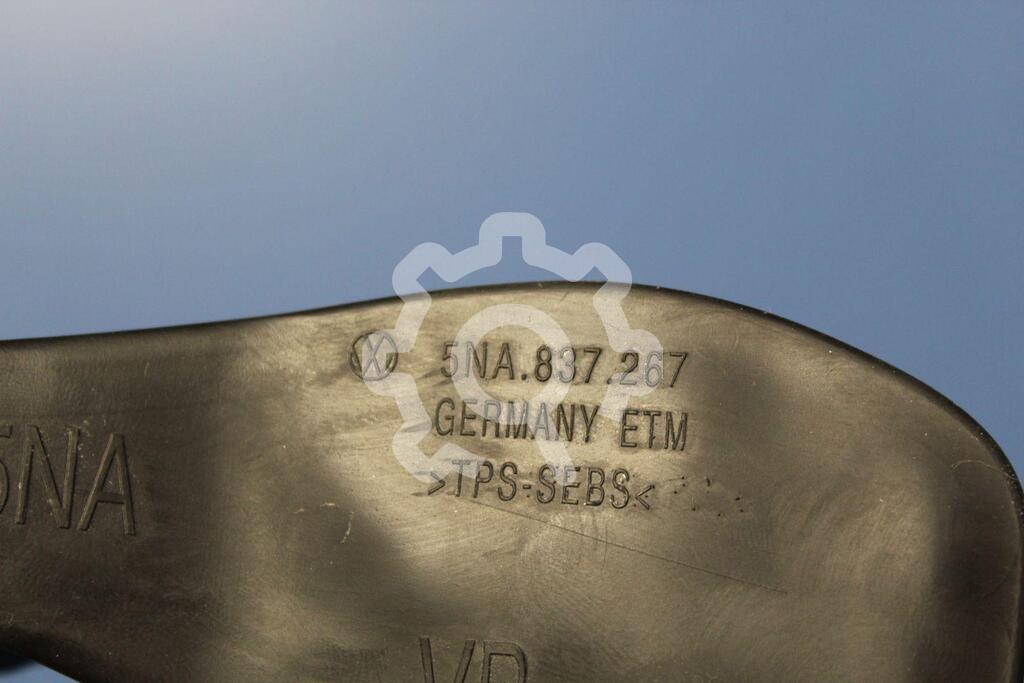 5NA.837.267
GERMANY ETM
>TPS-SEBS<
5NA